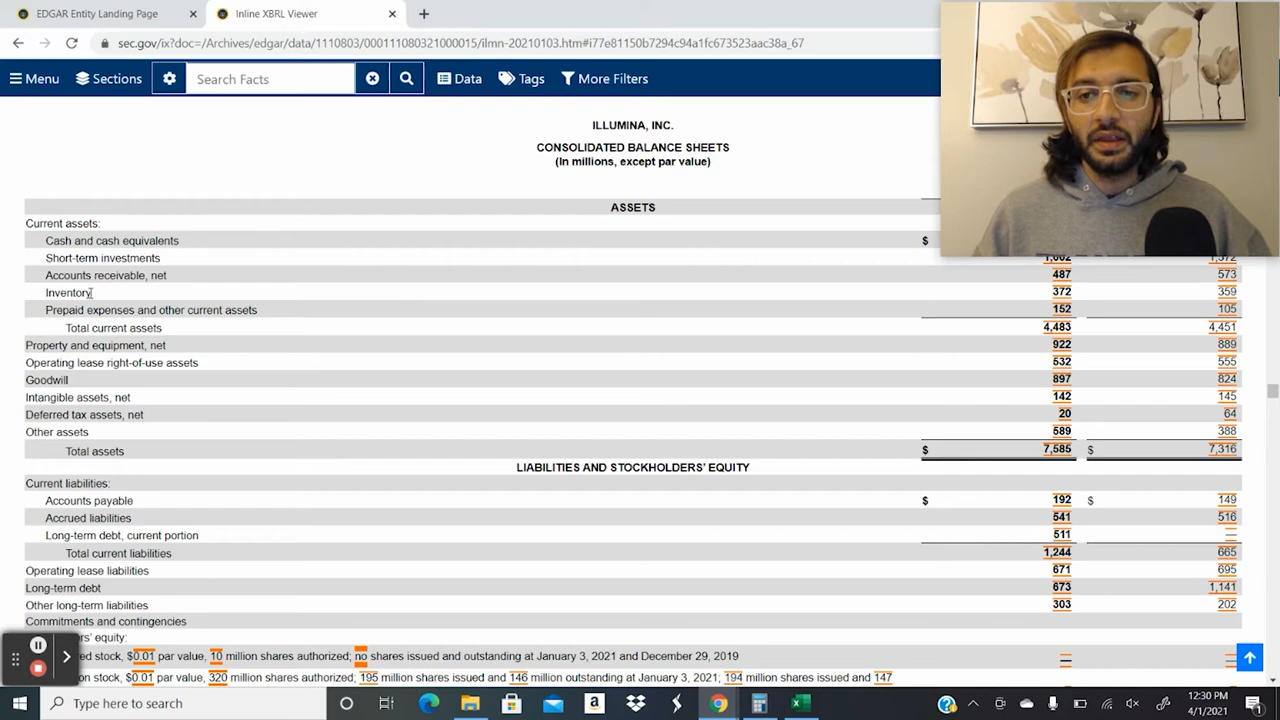 EDGAR Entity Landing Page
Inline XBRL Viewer
sec.gov/ix?doc=/Archives/edgar/data/1110803/000111080321000015/ilmn-20210103.htm#i77e81150b7294c94a1fc673523aac38a_67
Menu Sections Search Facts Data Tags More Filters
ILLUMINA, INC.
CONSOLIDATED BALANCE SHEETS
(In millions, except par value)
ASSETS
Current assets:
Cash and cash equivalents $
Short-term investments
Accounts receivable, net 487 573
Inventory 372 359
Prepaid expenses and other current assets 152 105
Total current assets 4,483 4,451
Property and equipment, net 922 889
Operating lease right-of-use assets 532 555
Goodwill 897 824
Intangible assets, net 142 145
Deferred tax assets, net 20 64
Other assets 589 388
Total assets $ 7,585 $ 7,316
LIABILITIES AND STOCKHOLDERS' EQUITY
Current liabilities:
Accounts payable $ 192 $ 149
Accrued liabilities 541 516
Long-term debt, current portion 511 —
Total current liabilities 1,244 665
Operating lease liabilities 671 695
Long-term debt 673 1,141
Other long-term liabilities 303 202
Commitments and contingencies
equity:
stock, $0.01 par value, 10 million shares authorized; no shares issued and outstanding at January 3, 2021 and December 29, 2019 — —
stock, $0.01 par value, 320 million shares authorized; 195 million shares issued and 146 million outstanding at January 3, 2021; 194 million shares issued and 147
Type here to search
12:30 PM
4/1/2021